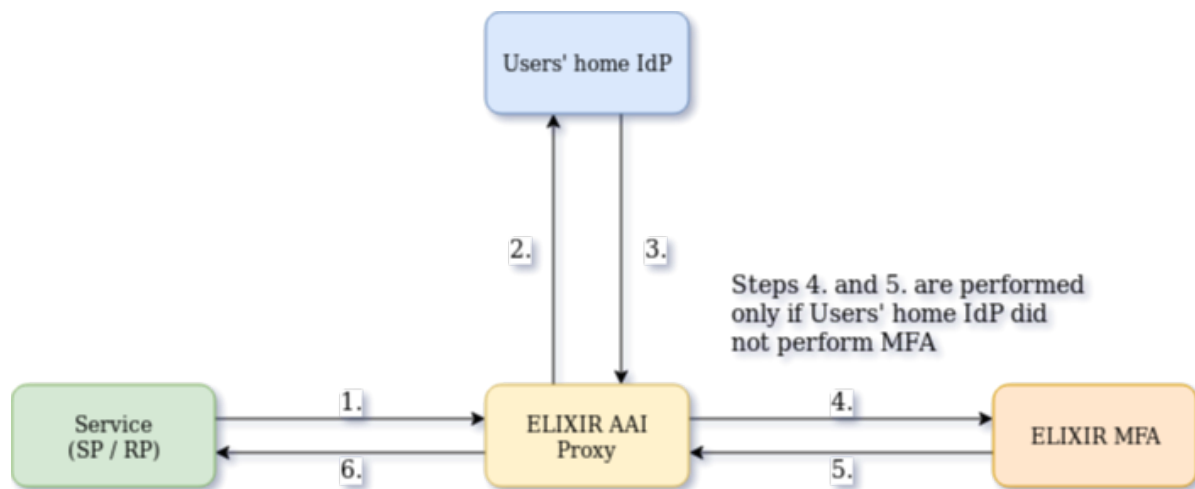 Users' home IdP
2.
3.
Steps 4. and 5. are performed
only if Users' home IdP did
not perform MFA
Service
(SP / RP)
1.
6.
ELIXIR AAI
Proxy
4.
5.
ELIXIR MFA